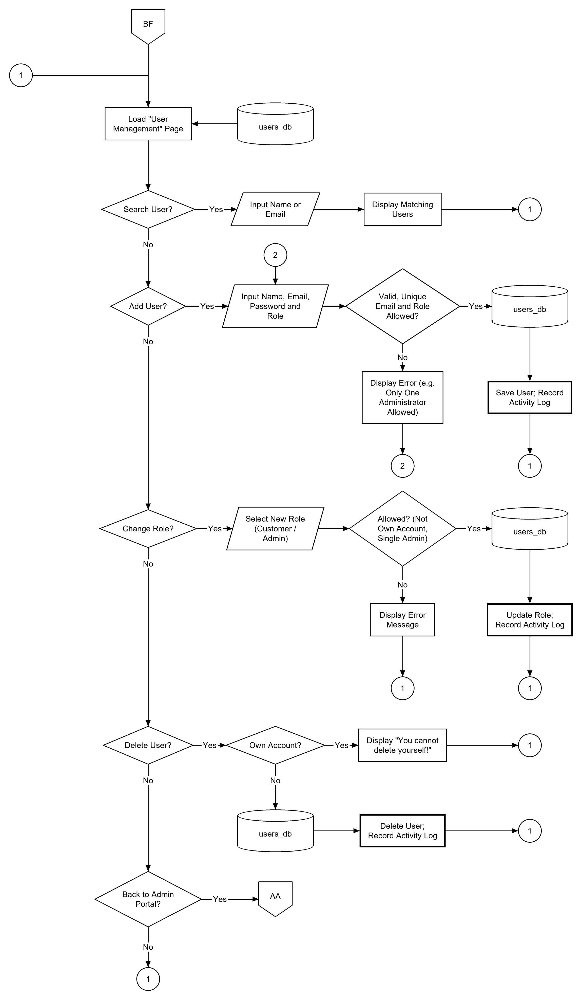 BF
1
Load "User
Management" Page
users_db
Search User?
Yes
Input Name or
Email
Display Matching
Users
1
No
2
Add User?
Yes
Input Name, Email,
Password and
Role
Valid, Unique
Email and Role
Allowed?
Yes
users_db
No
No
Display Error (e.g.
Only One
Administrator
Allowed)
Save User; Record
Activity Log
2
1
Change Role?
Yes
Select New Role
(Customer /
Admin)
Allowed? (Not
Own Account,
Single Admin)
Yes
users_db
No
No
Display Error
Message
Update Role;
Record Activity Log
1
1
Delete User?
Yes
Own Account?
Yes
Display "You cannot
delete yourself!"
1
No
No
users_db
Delete User;
Record Activity Log
1
Back to Admin
Portal?
Yes
AA
No
1